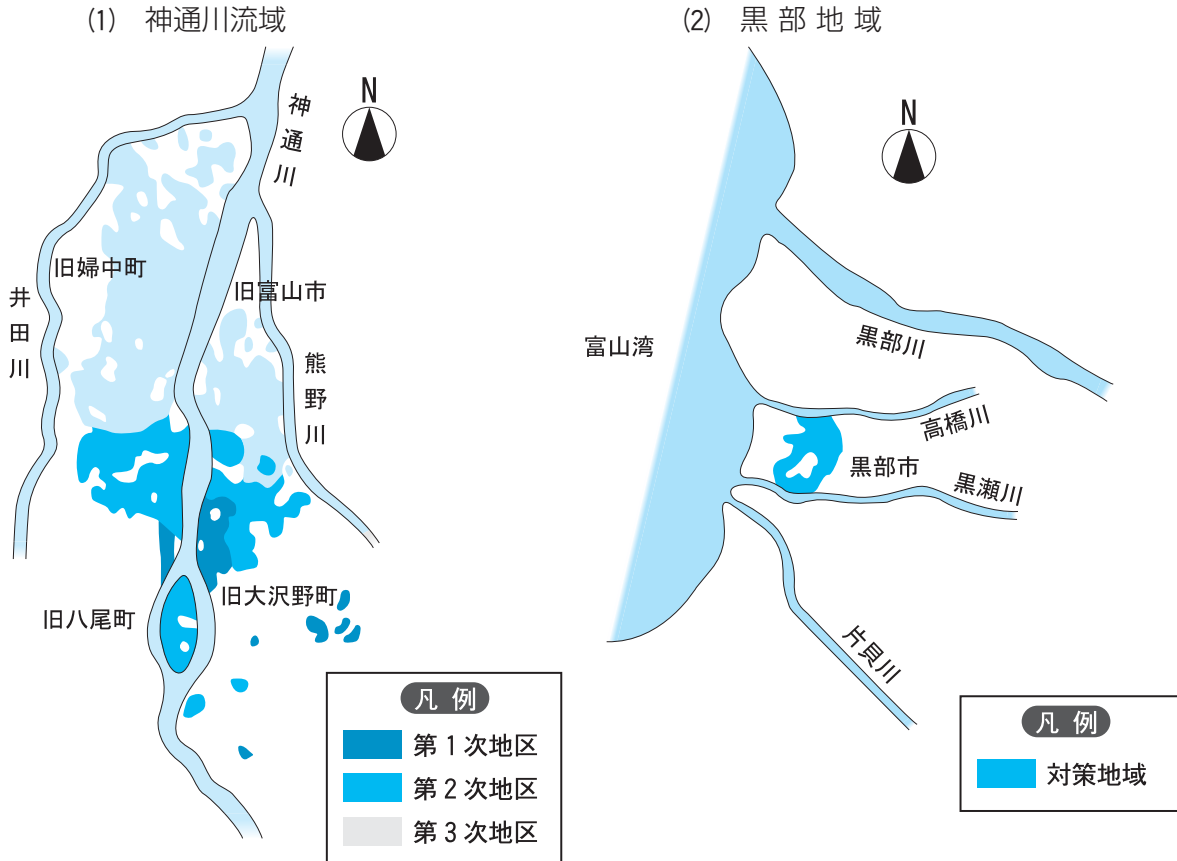 (1) 神通川流域
N
神通川
旧婦中町
旧富山市
井田川
熊野川
旧八尾町
旧大沢野町
凡例
第1次地区
第2次地区
第3次地区
(2) 黒部地域
N
富山湾
黒部川
高橋川
黒部市
黒瀬川
片貝川
凡例
対策地域